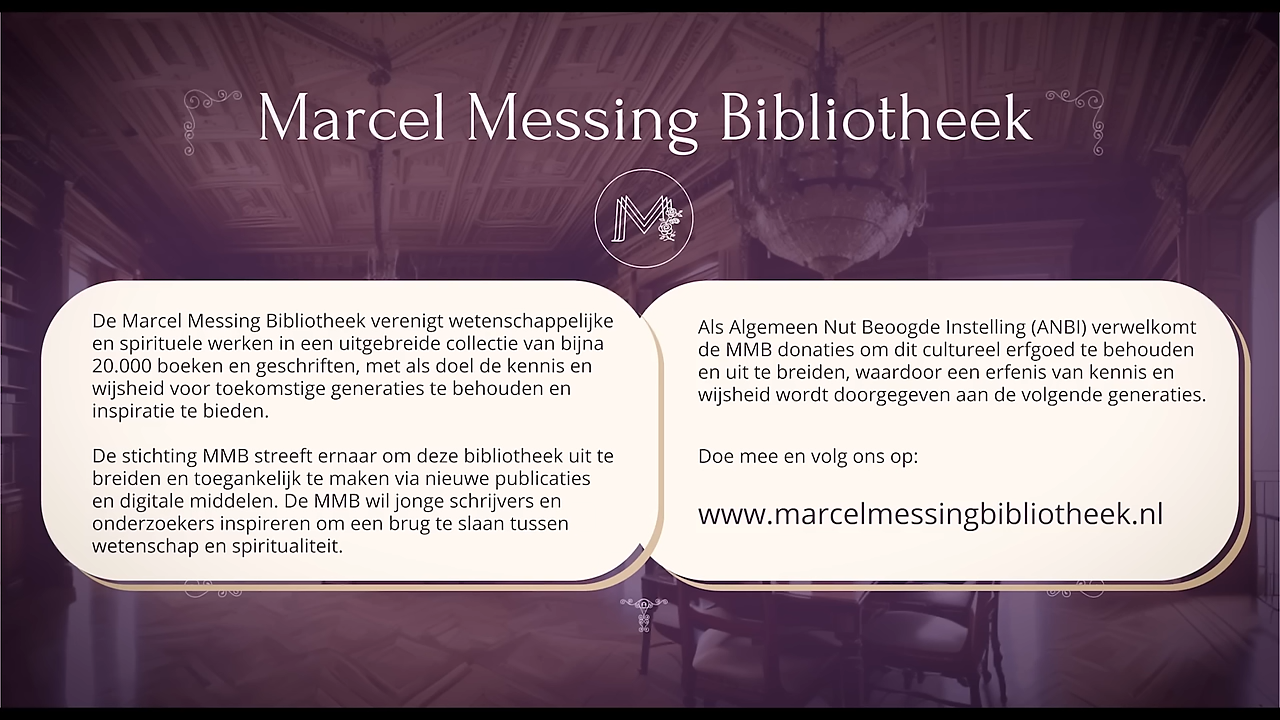 Marcel Messing Bibliotheek
M
De Marcel Messing Bibliotheek verenigt wetenschappelijke
en spirituele werken in een uitgebreide collectie van bijna
20.000 boeken en geschriften, met als doel de kennis en
wijsheid voor toekomstige generaties te behouden en
inspiratie te bieden.
De stichting MMB streeft ernaar om deze bibliotheek uit te
breiden en toegankelijk te maken via nieuwe publicaties
en digitale middelen. De MMB wil jonge schrijvers en
onderzoekers inspireren om een brug te slaan tussen
wetenschap en spiritualiteit.
Als Algemeen Nut Beoogde Instelling (ANBI) verwelkomt
de MMB donaties om dit cultureel erfgoed te behouden
en uit te breiden, waardoor een erfenis van kennis en
wijsheid wordt doorgegeven aan de volgende generaties.
Doe mee en volg ons op:
www.marcelmessingbibliotheek.nl